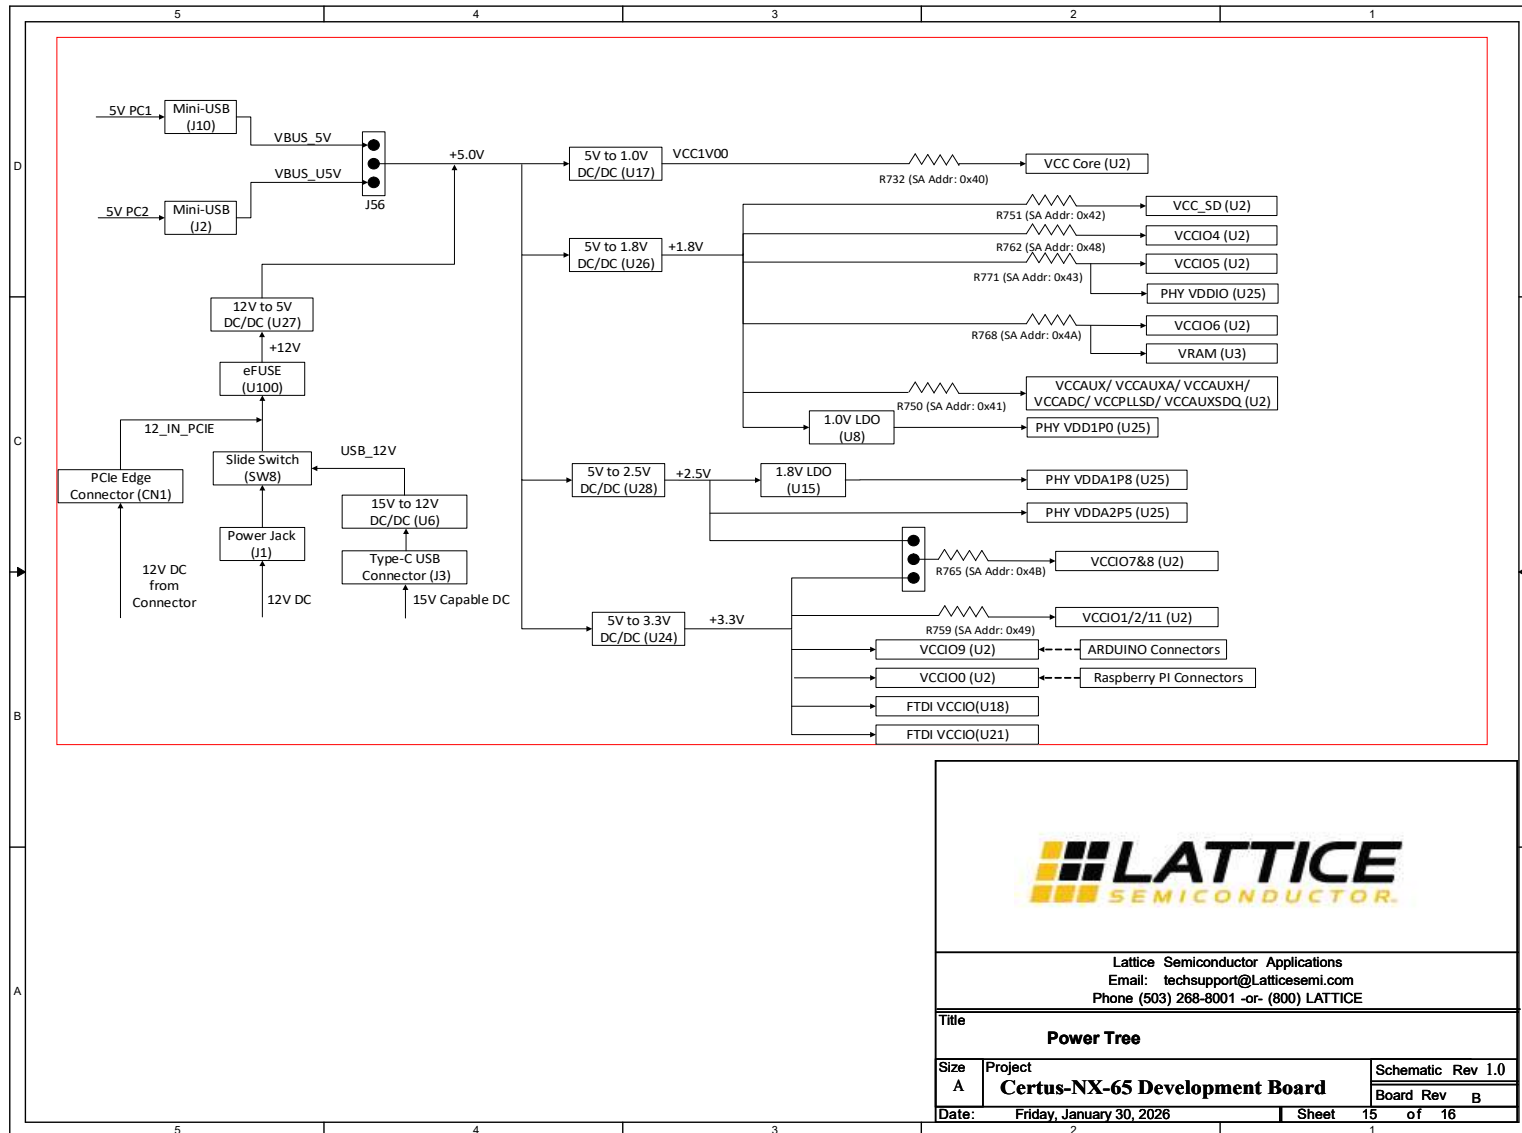 5 4 3 2 1
D
C
B
A
5V PC1
Mini-USB
(J10)
VBUS_5V
VBUS_U5V
J56
5V PC2
Mini-USB
(J2)
+5.0V
5V to 1.0V
DC/DC (U17)
VCC1V00
R732 (SA Addr: 0x40)
VCC Core (U2)
5V to 1.8V
DC/DC (U26)
+1.8V
R751 (SA Addr: 0x42)
VCC_SD (U2)
R762 (SA Addr: 0x48)
VCCIO4 (U2)
R771 (SA Addr: 0x43)
VCCIO5 (U2)
PHY VDDIO (U25)
R768 (SA Addr: 0x4A)
VCCIO6 (U2)
VRAM (U3)
R750 (SA Addr: 0x41)
VCCAUX/ VCCAUXA/ VCCAUXH/
VCCADC/ VCCPLLSD/ VCCAUXSDQ (U2)
1.0V LDO
(U8)
PHY VDD1P0 (U25)
12V to 5V
DC/DC (U27)
+12V
eFUSE
(U100)
12_IN_PCIE
Slide Switch
(SW8)
USB_12V
PCIe Edge
Connector (CN1)
15V to 12V
DC/DC (U6)
Power Jack
(J1)
Type-C USB
Connector (J3)
12V DC
from
Connector
12V DC
15V Capable DC
5V to 2.5V
DC/DC (U28)
+2.5V
1.8V LDO
(U15)
PHY VDDA1P8 (U25)
PHY VDDA2P5 (U25)
R765 (SA Addr: 0x4B)
VCCIO7&8 (U2)
5V to 3.3V
DC/DC (U24)
+3.3V
R759 (SA Addr: 0x49)
VCCIO1/2/11 (U2)
VCCIO9 (U2)
ARDUINO Connectors
VCCIO0 (U2)
Raspberry PI Connectors
FTDI VCCIO(U18)
FTDI VCCIO(U21)
LATTICE
SEMICONDUCTOR.
Lattice Semiconductor Applications
Email: techsupport@Latticesemi.com
Phone (503) 268-8001 -or- (800) LATTICE
Title
Power Tree
Size
A
Project
Certus-NX-65 Development Board
Schematic Rev 1.0
Board Rev B
Date: Friday, January 30, 2026
Sheet 15 of 16
5 4 3 2 1